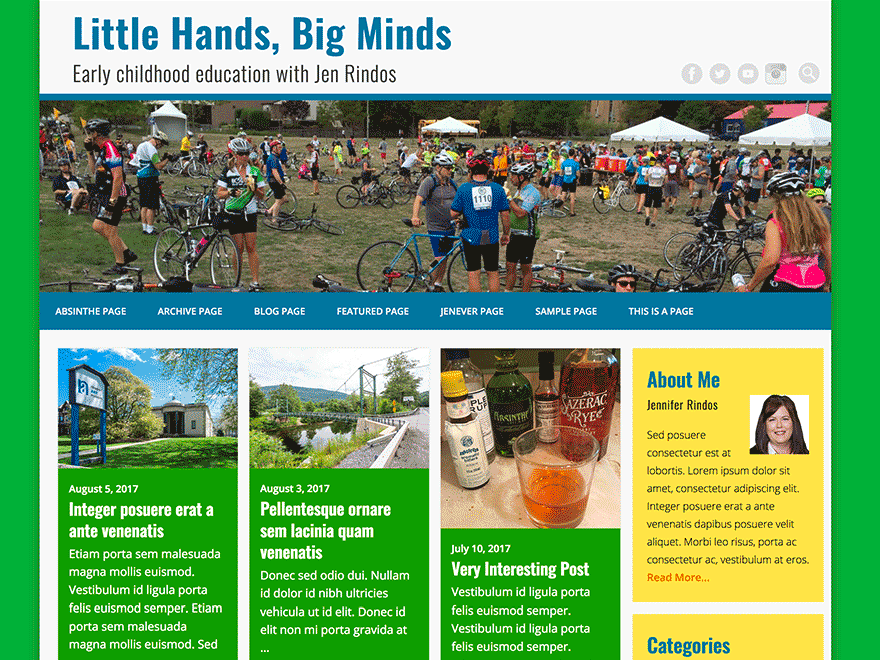 Little Hands, Big Minds
Early childhood education with Jen Rindos
1110
ABSINTHE PAGE
ARCHIVE PAGE
BLOG PAGE
FEATURED PAGE
JENEVER PAGE
SAMPLE PAGE
THIS IS A PAGE
August 5, 2017
Integer posuere erat a
ante venenatis
Etiam porta sem malesuada
magna mollis euismod.
Vestibulum id ligula porta
felis euismod semper. Etiam
porta sem malesuada
magna mollis euismod. Sed
August 3, 2017
Pellentesque ornare
sem lacinia quam
venenatis
Donec sed odio dui. Nullam
id dolor id nibh ultricies
vehicula ut id elit. Donec id
elit non mi porta gravida at
...
ABSINTHE
SAZERAC
RYE
July 10, 2017
Very Interesting Post
Vestibulum id ligula porta
felis euismod semper.
Vestibulum id ligula porta
felis euismod semper.
About Me
Jennifer Rindos
Sed posuere
consectetur est at
lobortis. Lorem ipsum dolor sit
amet, consectetur adipiscing elit.
Integer posuere erat a ante
venenatis dapibus posuere velit
aliquet. Morbi leo risus, porta ac
consectetur ac, vestibulum at eros.
Read More...
Categories